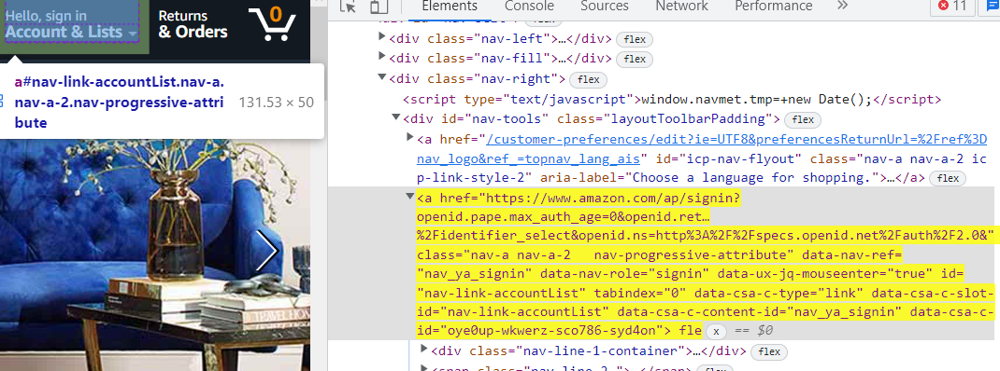 Hello, sign in
Account & Lists
Returns
& Orders
0
a#nav-link-accountList.nav-a.
nav-a-2.nav-progressive-attri
bute
131.53 × 50
Elements
Console
Sources
Network
Performance
»
11
<div class="nav-left">…</div> flex
<div class="nav-fill">…</div> flex
<div class="nav-right"> flex
<script type="text/javascript">window.navmet.tmp=+new Date();</script>
<div id="nav-tools" class="layoutToolbarPadding"> flex
<a href="/customer-preferences/edit?ie=UTF8&preferencesReturnUrl=%2Fref%3D
nav_logo&ref_=topnav_lang_ais" id="icp-nav-flyout" class="nav-a nav-a-2 ic
p-link-style-2" aria-label="Choose a language for shopping.">…</a> flex
<a href="https://www.amazon.com/ap/signin?
openid.pape.max_auth_age=0&openid.ret…
%2Fidentifier_select&openid.ns=http%3A%2F%2Fspecs.openid.net%2Fauth%2F2.0&"
class="nav-a nav-a-2   nav-progressive-attribute" data-nav-ref=
"nav_ya_signin" data-nav-role="signin" data-ux-jq-mouseenter="true" id=
"nav-link-accountList" tabindex="0" data-csa-c-type="link" data-csa-c-slot-
id="nav-link-accountList" data-csa-c-content-id="nav_ya_signin" data-csa-c-
id="oye0up-wkwerz-sco786-syd4on"> fle x == $0
<div class="nav-line-1-container">…</div> flex